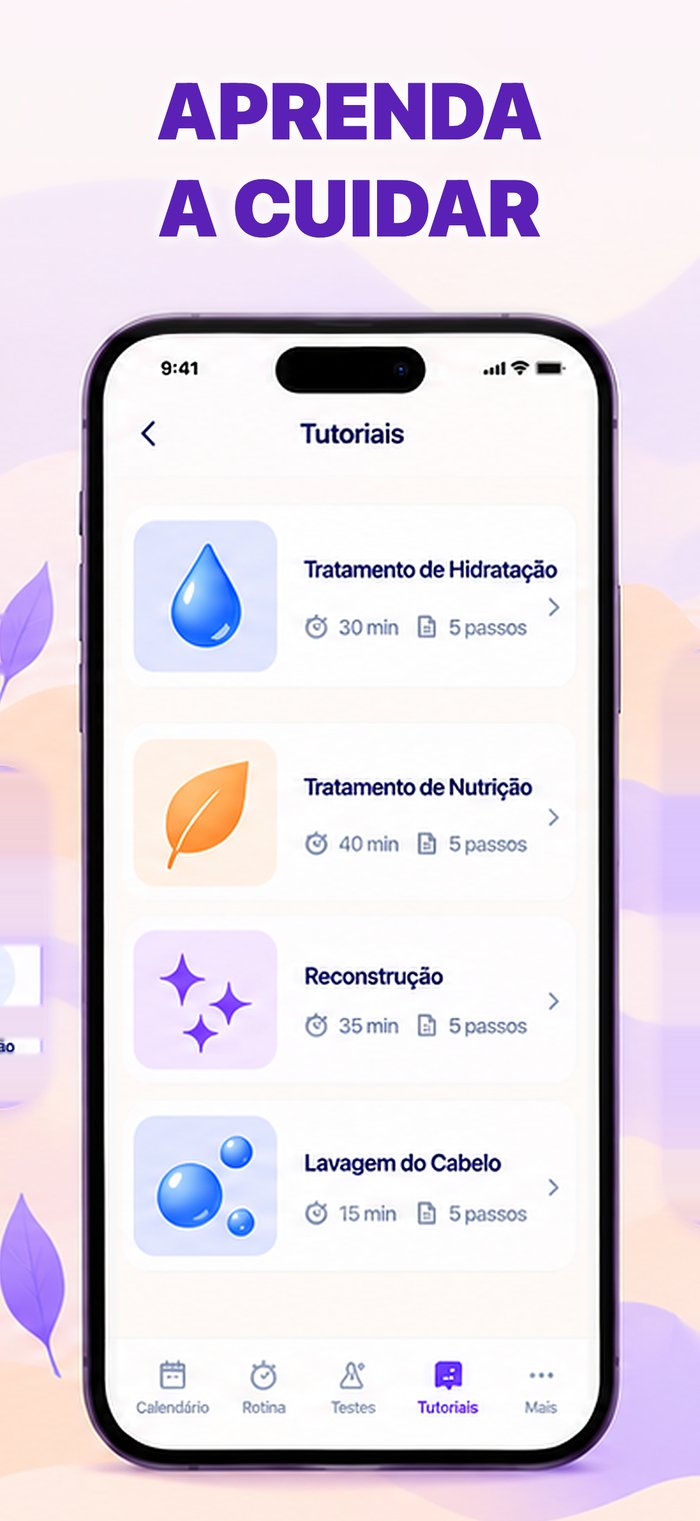 APRENDA
A CUIDAR
9:41
Tutoriais
Tratamento de Hidratação
30 min 5 passos
Tratamento de Nutrição
40 min 5 passos
Reconstrução
35 min 5 passos
ão
Lavagem do Cabelo
15 min 5 passos
Calendário Rotina Testes Tutoriais Mais